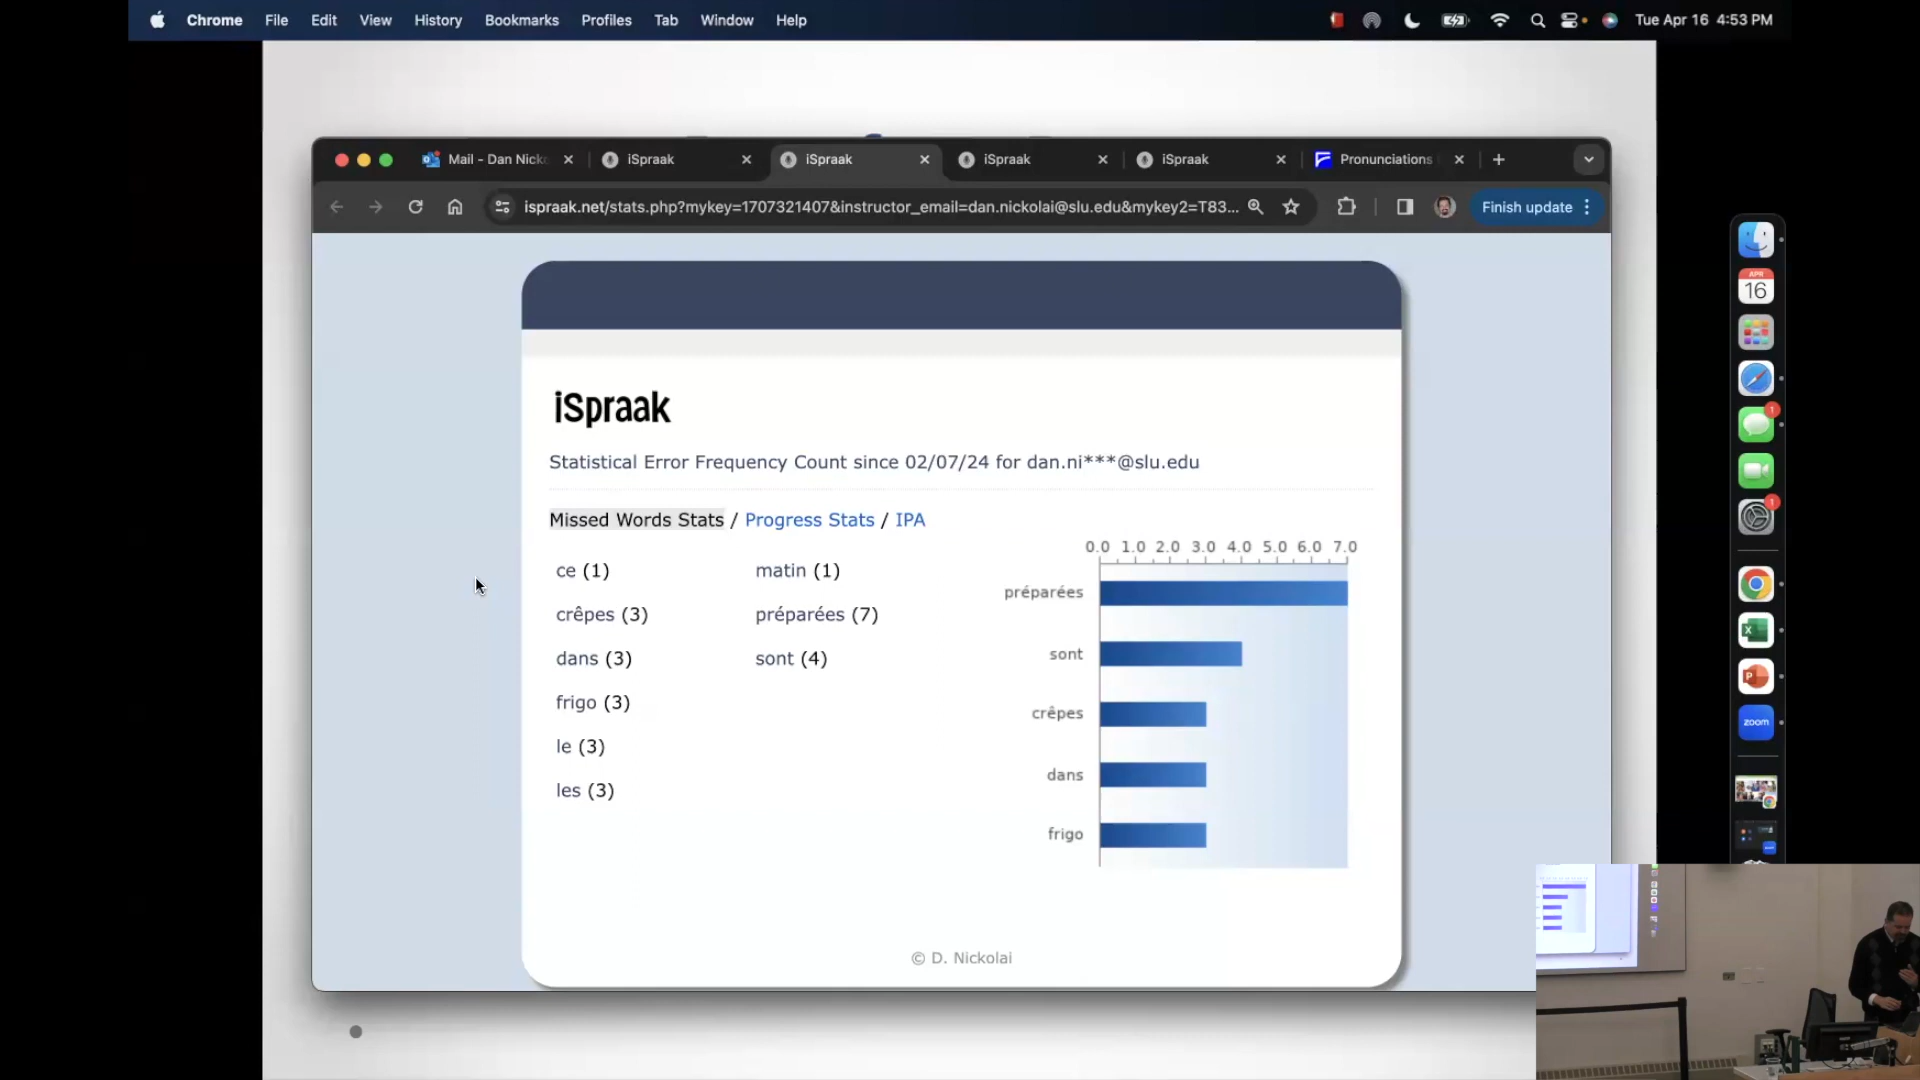 Chrome File Edit View History Bookmarks Profiles Tab Window Help Tue Apr 16 4:53 PM
Mail - Dan Nick iSpraak iSpraak iSpraak iSpraak Pronunciations
ispraak.net/stats.php?mykey=1707321407&instructor_email=dan.nickolai@slu.edu&mykey2=T83... Finish update
iSpraak
Statistical Error Frequency Count since 02/07/24 for dan.ni***@slu.edu
Missed Words Stats / Progress Stats / IPA
ce (1)
crêpes (3)
dans (3)
frigo (3)
le (3)
les (3)
matin (1)
préparées (7)
sont (4)
0.0 1.0 2.0 3.0 4.0 5.0 6.0 7.0
préparées
sont
crêpes
dans
frigo
© D. Nickolai
APR
16
1
1
zoom